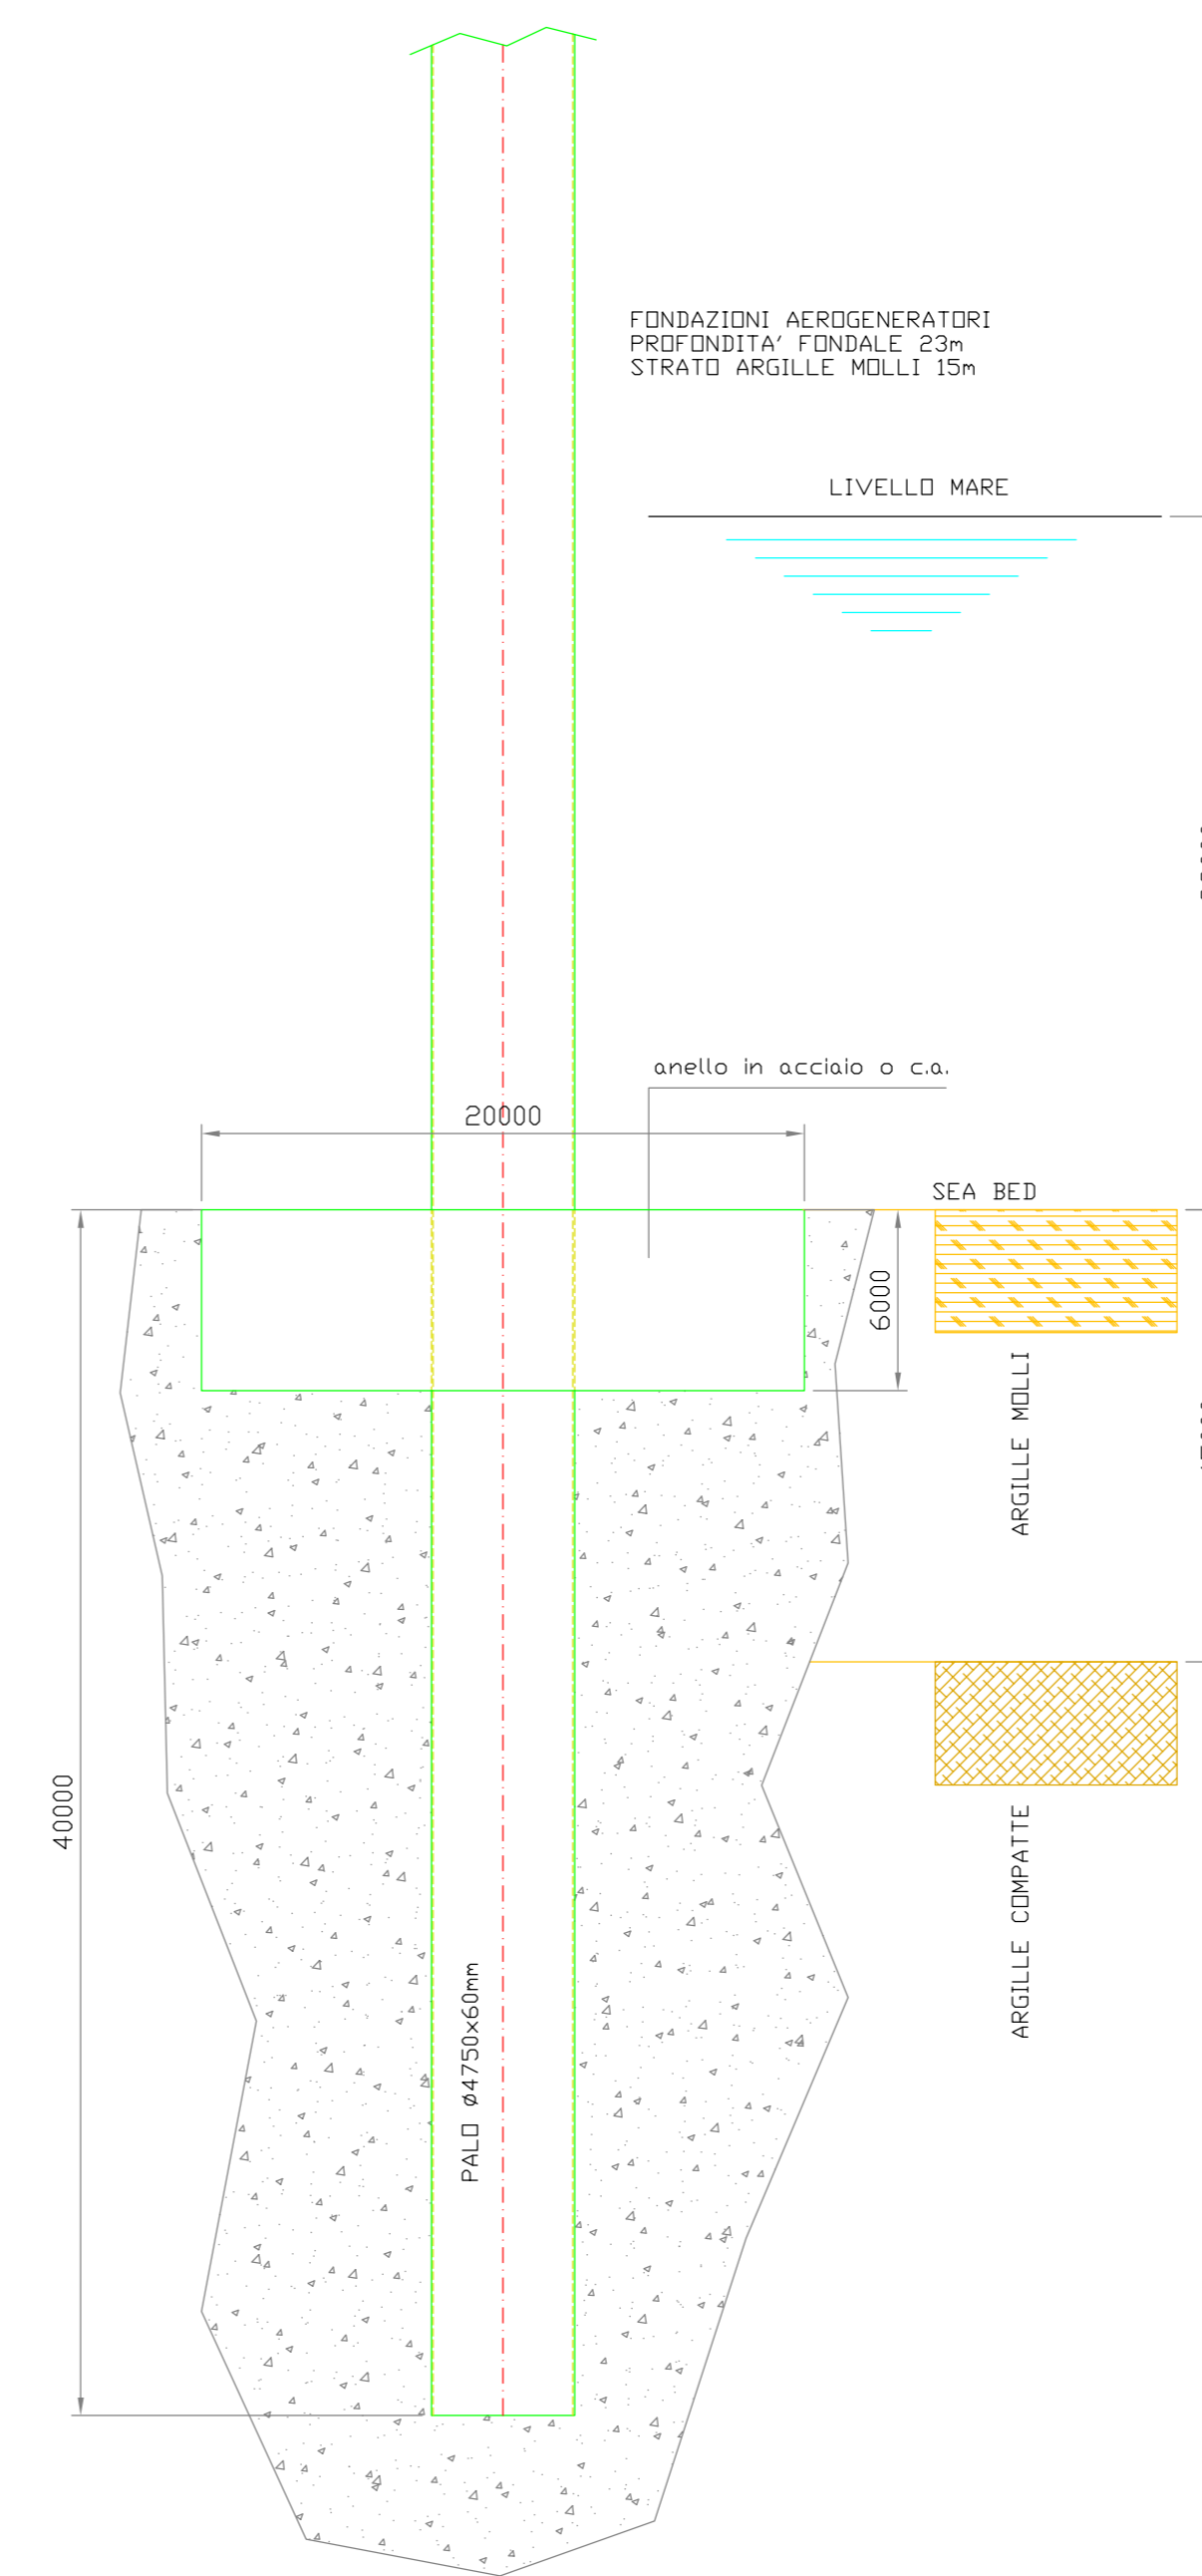 FONDAZIONI AEROGENERATORI
PROFONDITA' FONDALE 23m
STRATO ARGILLE MOLLI 15m
LIVELLO MARE
anello in acciaio o c.a.
20000
SEA BED
6000
ARGILLE MOLLI
40000
ARGILLE COMPATTE
PALO ø4750x60mm